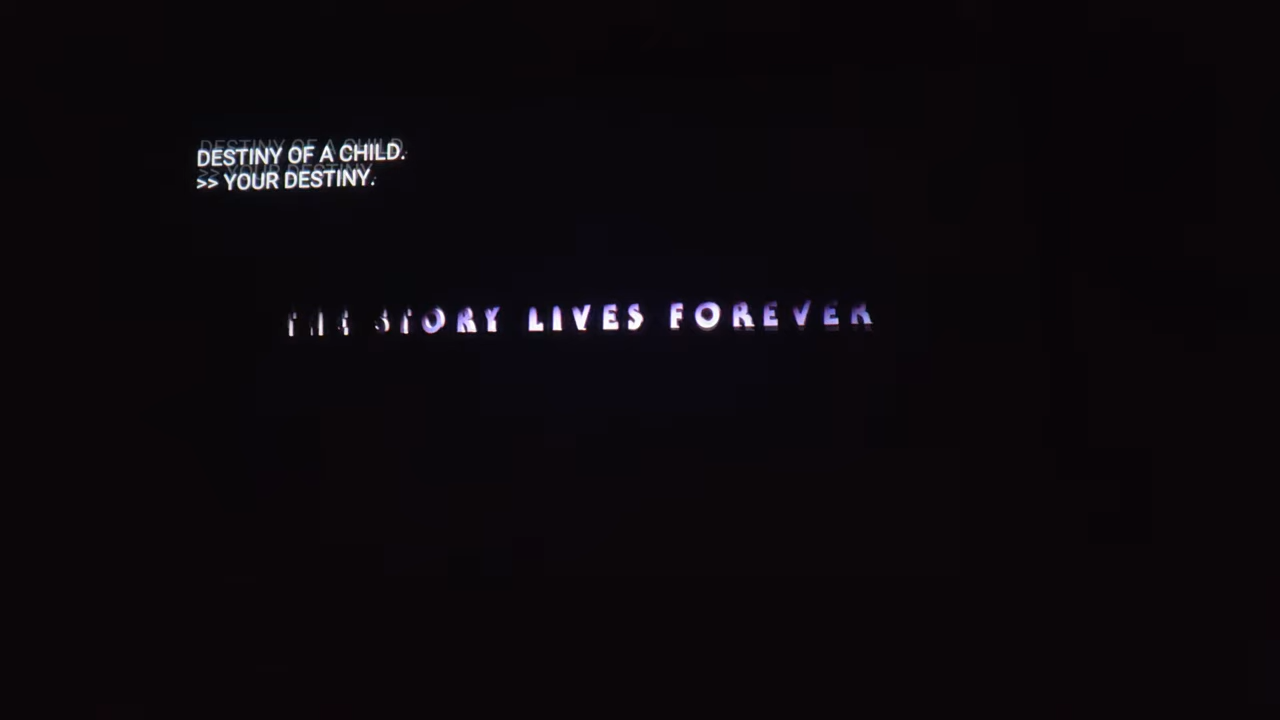 DESTINY OF A CHILD.
>> YOUR DESTINY.
THE STORY LIVES FOREVER